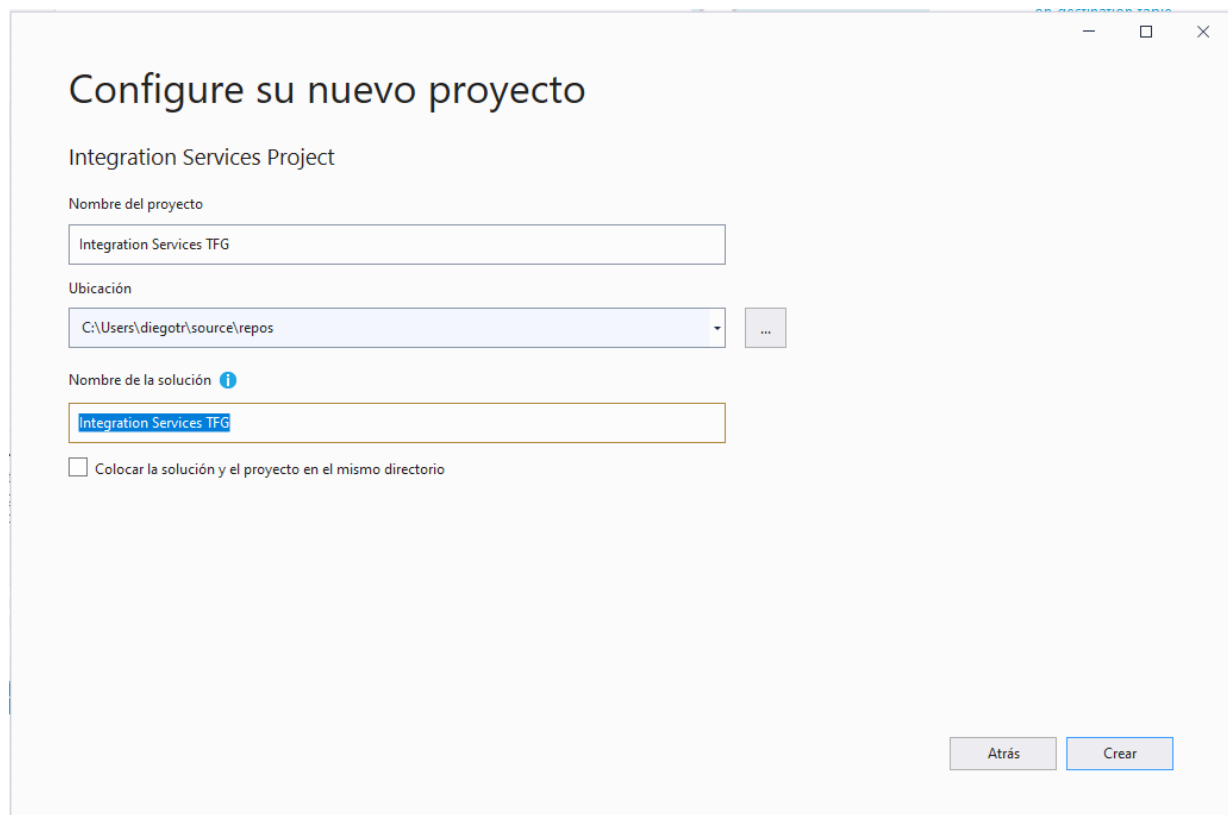 Configure su nuevo proyecto
Integration Services Project
Nombre del proyecto
Integration Services TFG
Ubicación
C:\Users\diegotr\source\repos
...
Nombre de la solución
Integration Services TFG
Colocar la solución y el proyecto en el mismo directorio
Atrás
Crear